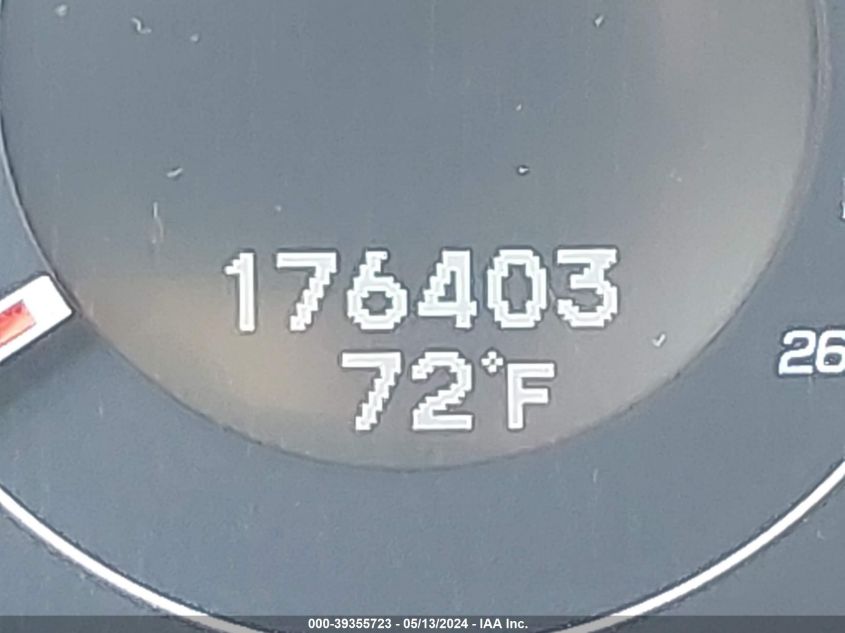 176403
72°F
26
000-39355723 - 05/13/2024 - IAA Inc.